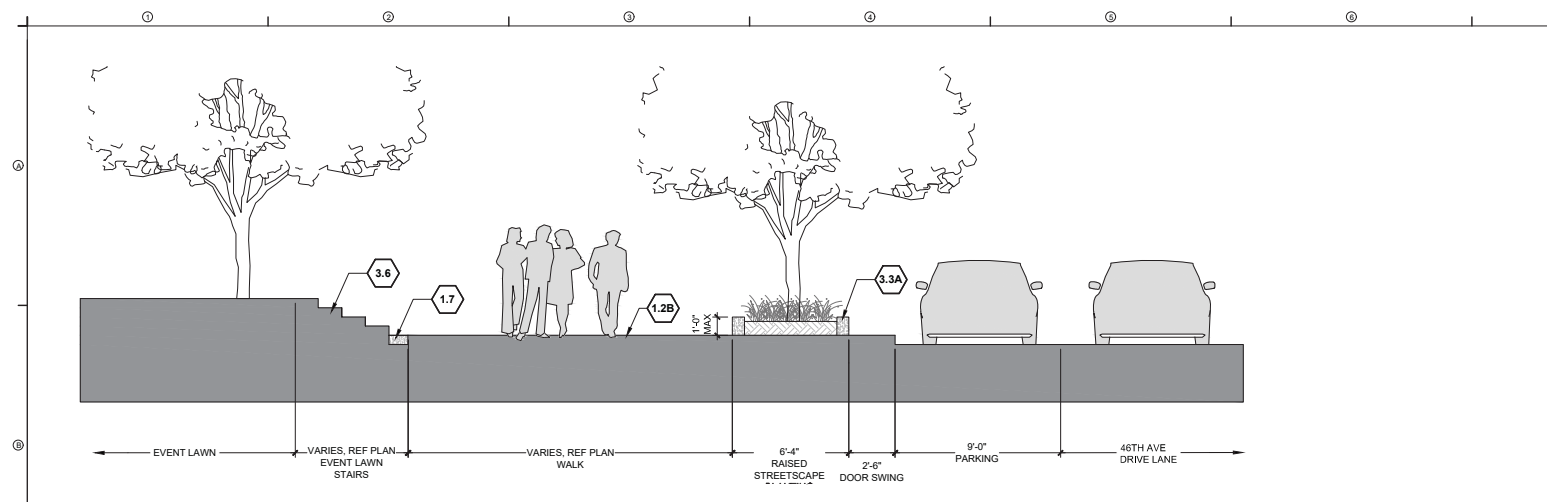 1
2
3
4
5
6
A
3.6
1.7
1.2B
3.3A
1'-0"
MAX
B
EVENT LAWN
VARIES, REF PLAN
EVENT LAWN
STAIRS
VARIES, REF PLAN
WALK
6'-4"
RAISED
STREETSCAPE
2'-6"
DOOR SWING
9'-0"
PARKING
46TH AVE
DRIVE LANE